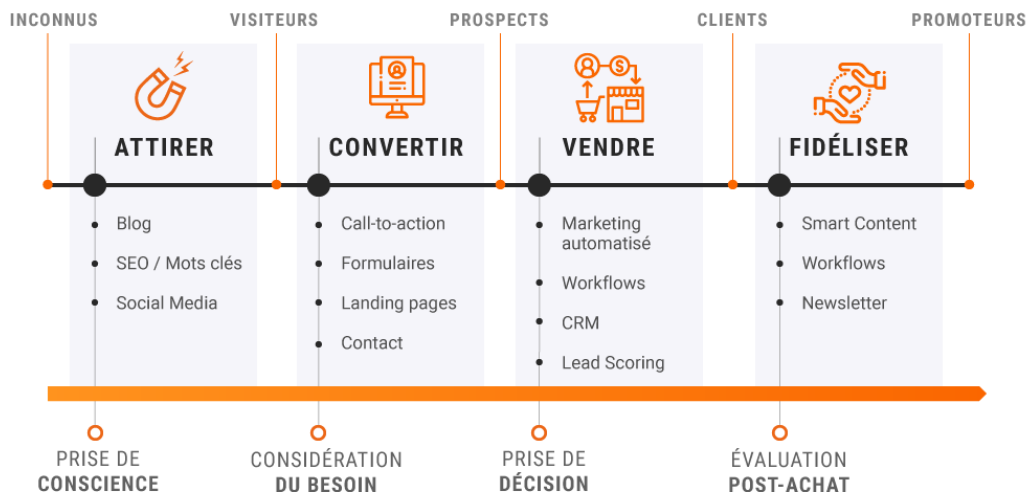 INCONNUS
VISITEURS
PROSPECTS
CLIENTS
PROMOTEURS
$
ATTIRER
CONVERTIR
VENDRE
FIDÉLISER
Blog
SEO / Mots clés
Social Media
Call-to-action
Formulaires
Landing pages
Contact
Marketing
automatisé
Workflows
CRM
Lead Scoring
Smart Content
Workflows
Newsletter
PRISE DE
CONSCIENCE
CONSIDÉRATION
DU BESOIN
PRISE DE
DÉCISION
ÉVALUATION
POST-ACHAT